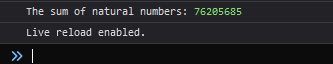 The sum of natural numbers: 76205685
Live reload enabled.
»